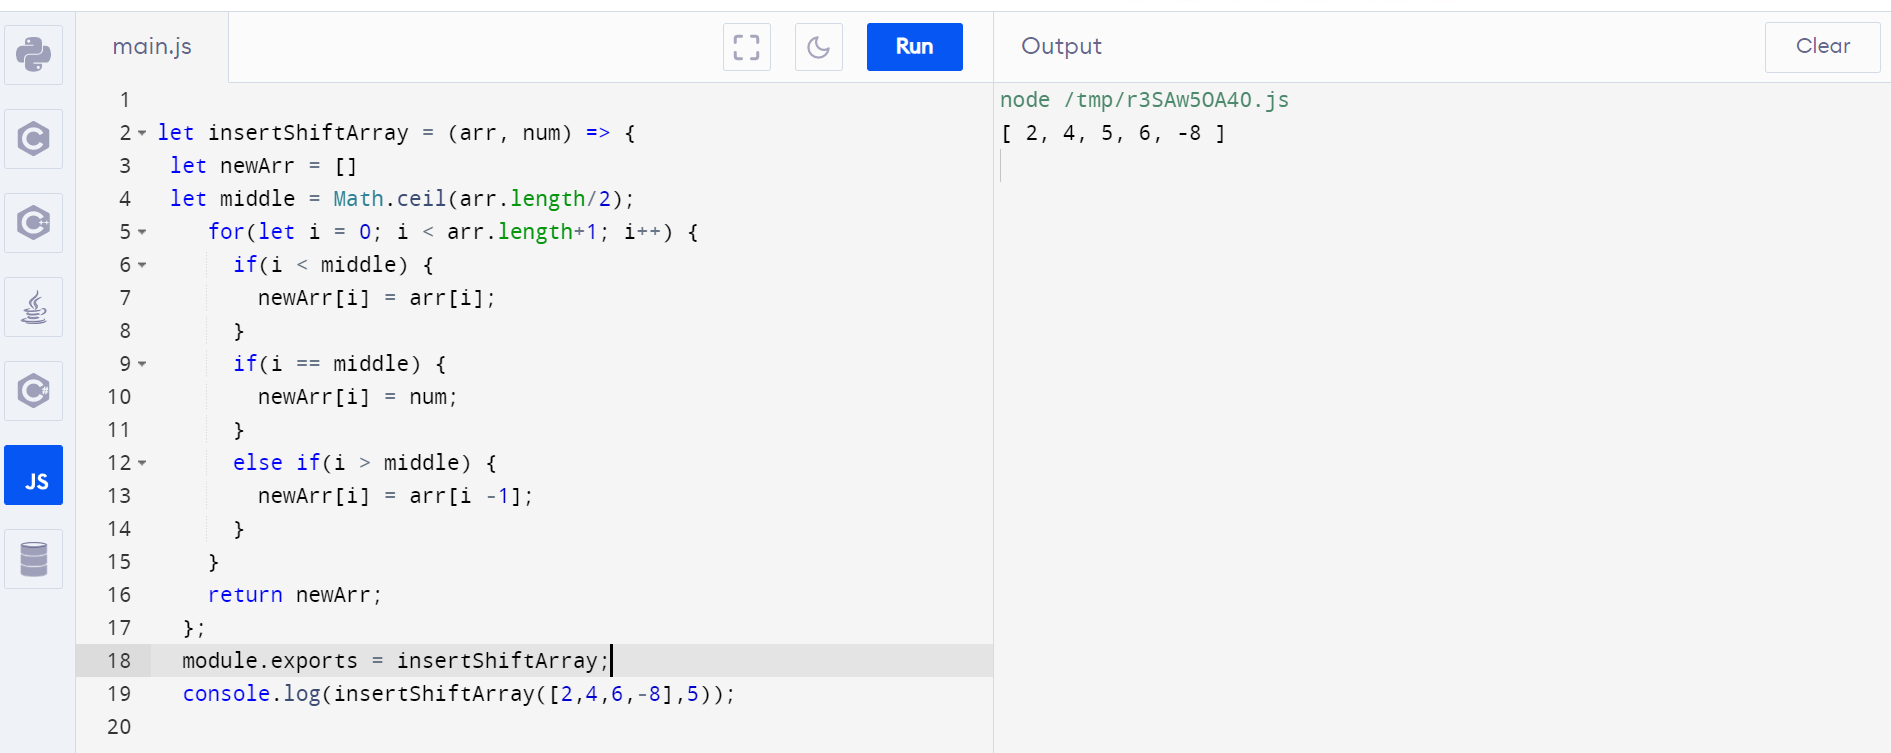 main.js
Run
Output
Clear
1
2 let insertShiftArray = (arr, num) => {
3 let newArr = []
4 let middle = Math.ceil(arr.length/2);
5 for(let i = 0; i < arr.length+1; i++) {
6 if(i < middle) {
7 newArr[i] = arr[i];
8 }
9 if(i == middle) {
10 newArr[i] = num;
11 }
12 else if(i > middle) {
13 newArr[i] = arr[i -1];
14 }
15 }
16 return newArr;
17 };
18 module.exports = insertShiftArray;
19 console.log(insertShiftArray([2,4,6,-8],5));
20
node /tmp/r3SAw5OA4O.js
[ 2, 4, 5, 6, -8 ]
C
C++
C#
JS